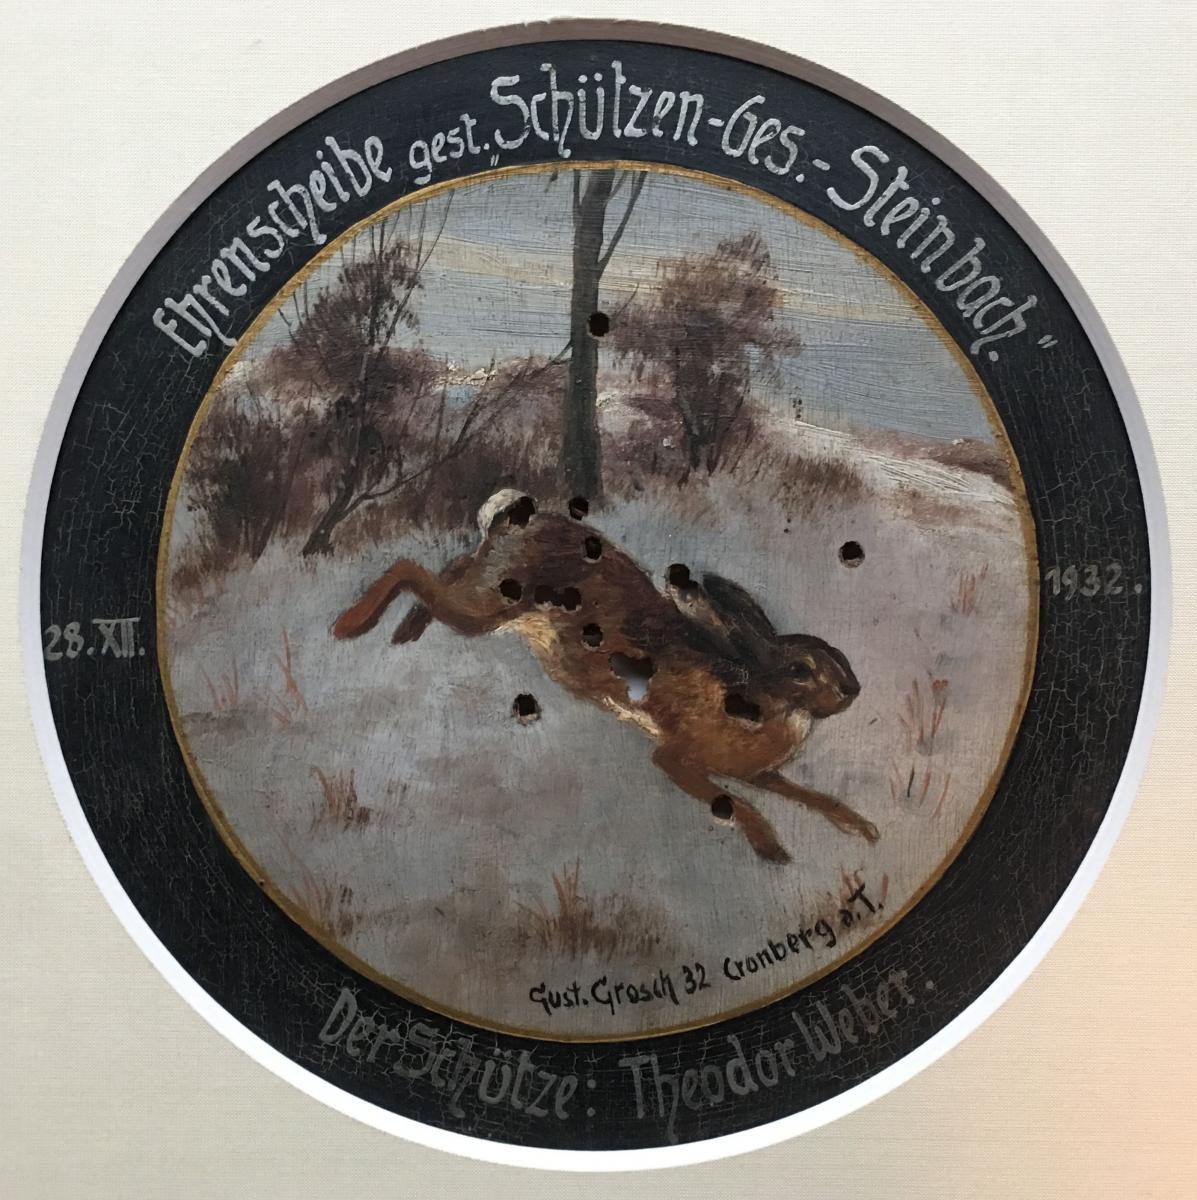 Ehrenscheibe gest. „Schützen-Ges.-Steinbach.“
28. XII. 1932.
Gust. Grosch 32 Cronberg a.T.
Der Schütze: Theodor Weber.